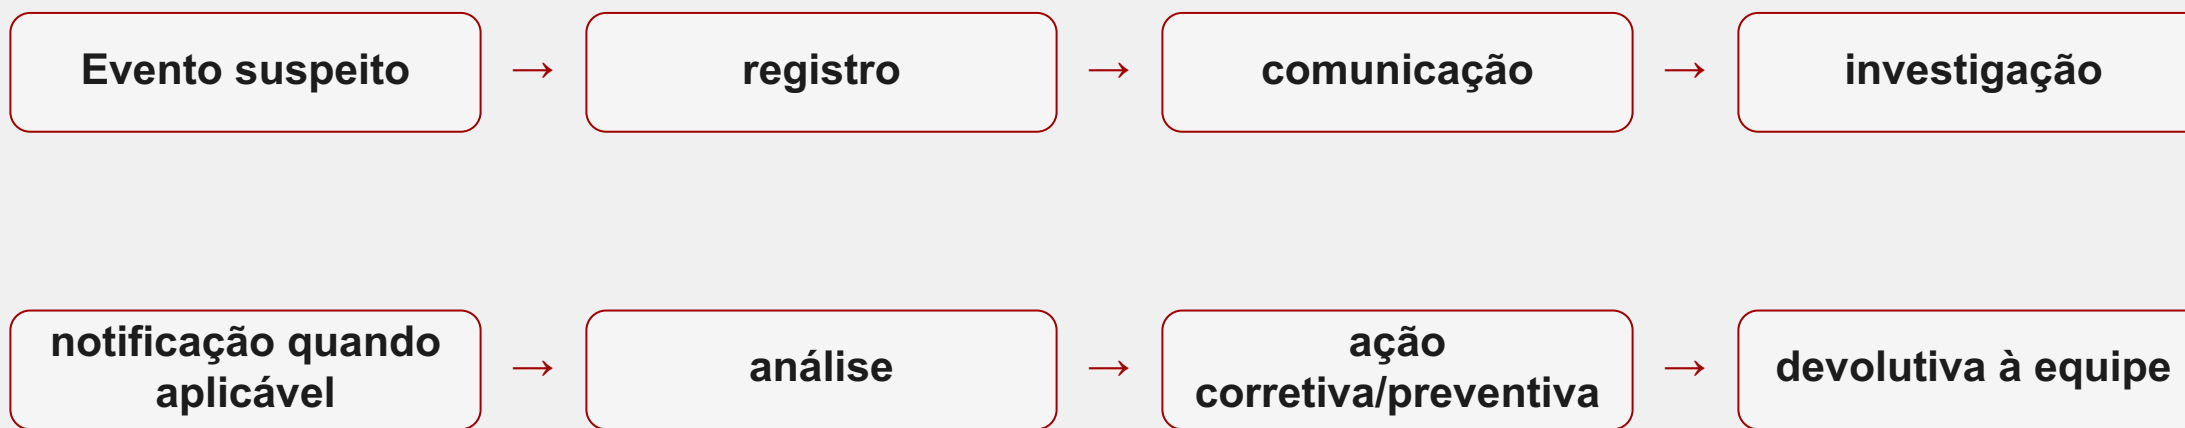 Evento suspeito → registro → comunicação → investigação
notificação quando
aplicável → análise → ação
corretiva/preventiva → devolutiva à equipe